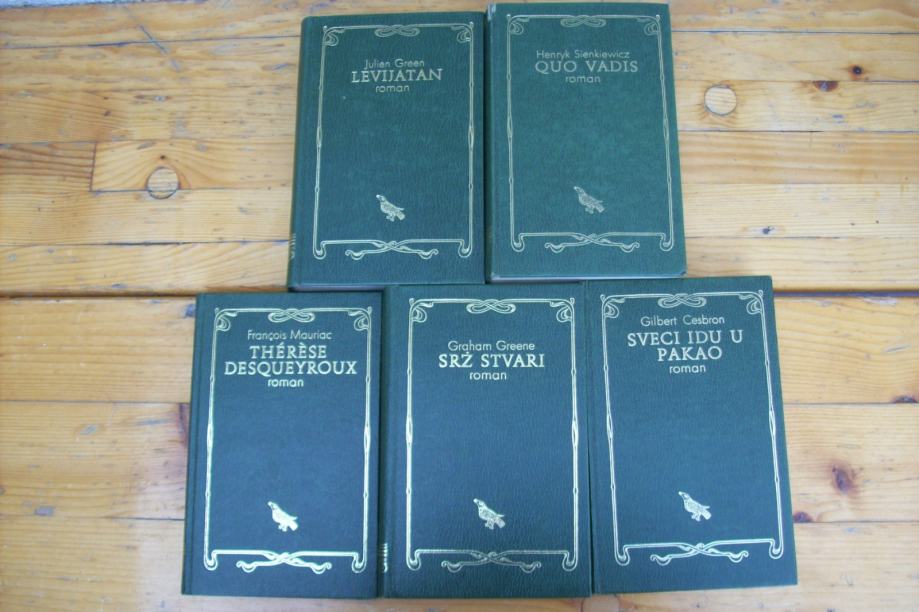 Julien Green
LEVIJATAN
roman
Henryk Sienkiewicz
QUO VADIS
roman
François Mauriac
THÉRÈSE
DESQUEYROUX
roman
Graham Greene
SRŽ STVARI
roman
Gilbert Cesbron
SVECI IDU U
PAKAO
roman